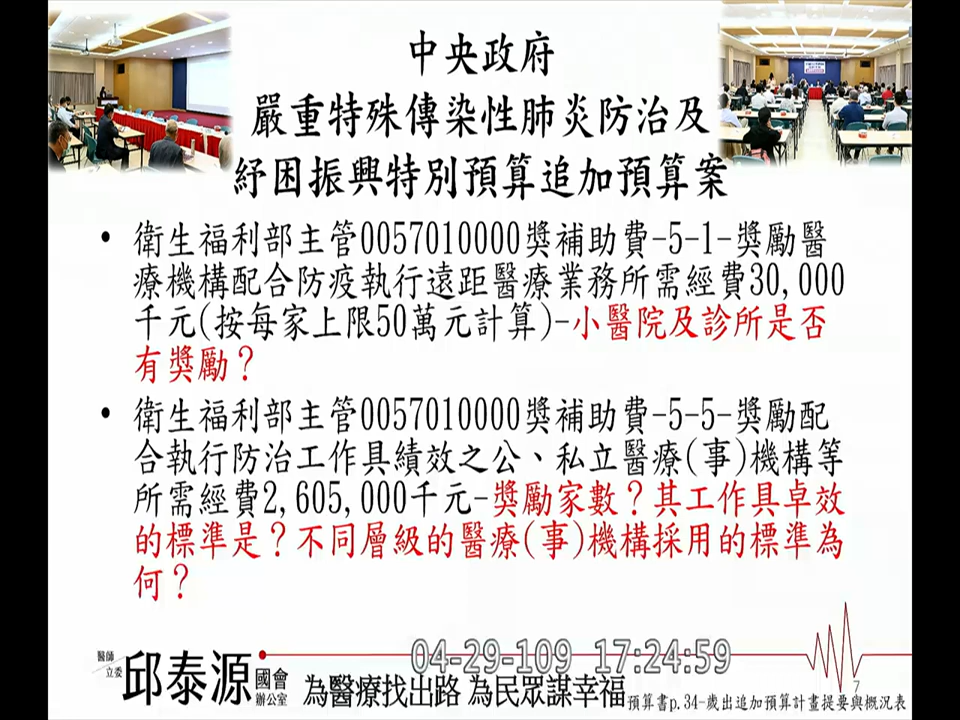 中央政府
嚴重特殊傳染性肺炎防治及
紓困振興特別預算追加預算案
• 衛生福利部主管0057010000獎補助費-5-1-獎勵醫
療機構配合防疫執行遠距醫療業務所需經費30,000
千元(按每家上限50萬元計算)-小醫院及診所是否
有獎勵？
• 衛生福利部主管0057010000獎補助費-5-5-獎勵配
合執行防治工作具績效之公、私立醫療(事)機構等
所需經費2,605,000千元-獎勵家數？其工作具卓效
的標準是？不同層級的醫療(事)機構採用的標準為
何？
04-29-109 17:24:59
醫師
立委
邱泰源
國會
辦公室
為醫療找出路 為民眾謀幸福
7
預算書p.34-歲出追加預算計畫提要與概況表